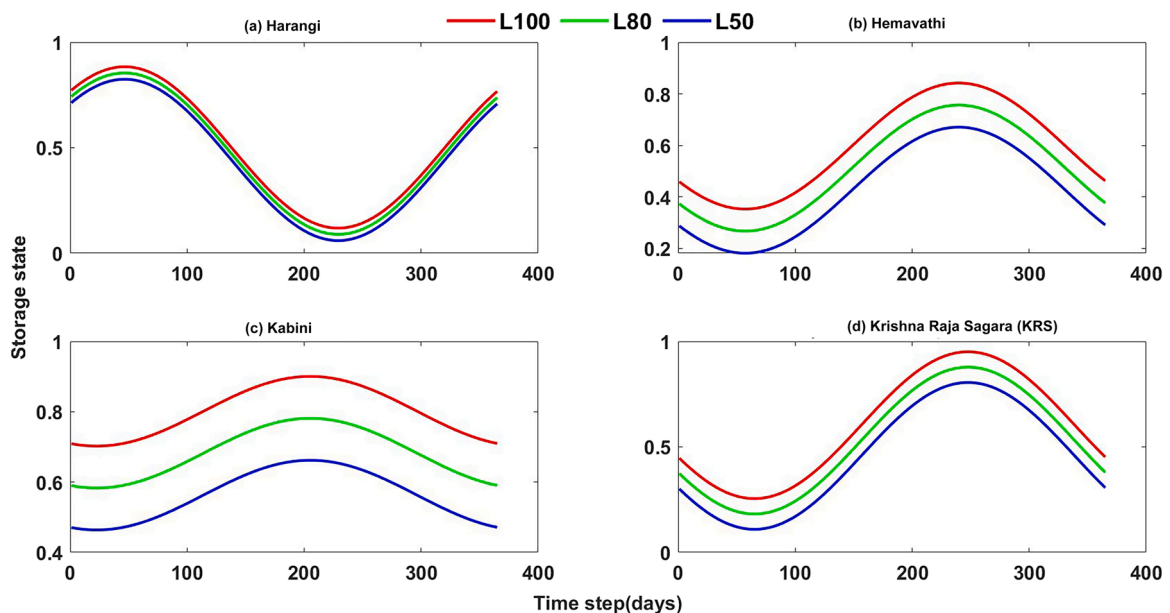 L100 L80 L50
(a) Harangi
1
0.5
0
0 100 200 300 400
(b) Hemavathi
1
0.8
0.6
0.4
0.2
0 100 200 300 400
Storage state
(c) Kabini
1
0.8
0.6
0.4
0 100 200 300 400
(d) Krishna Raja Sagara (KRS)
1
0.5
0
0 100 200 300 400
Time step(days)